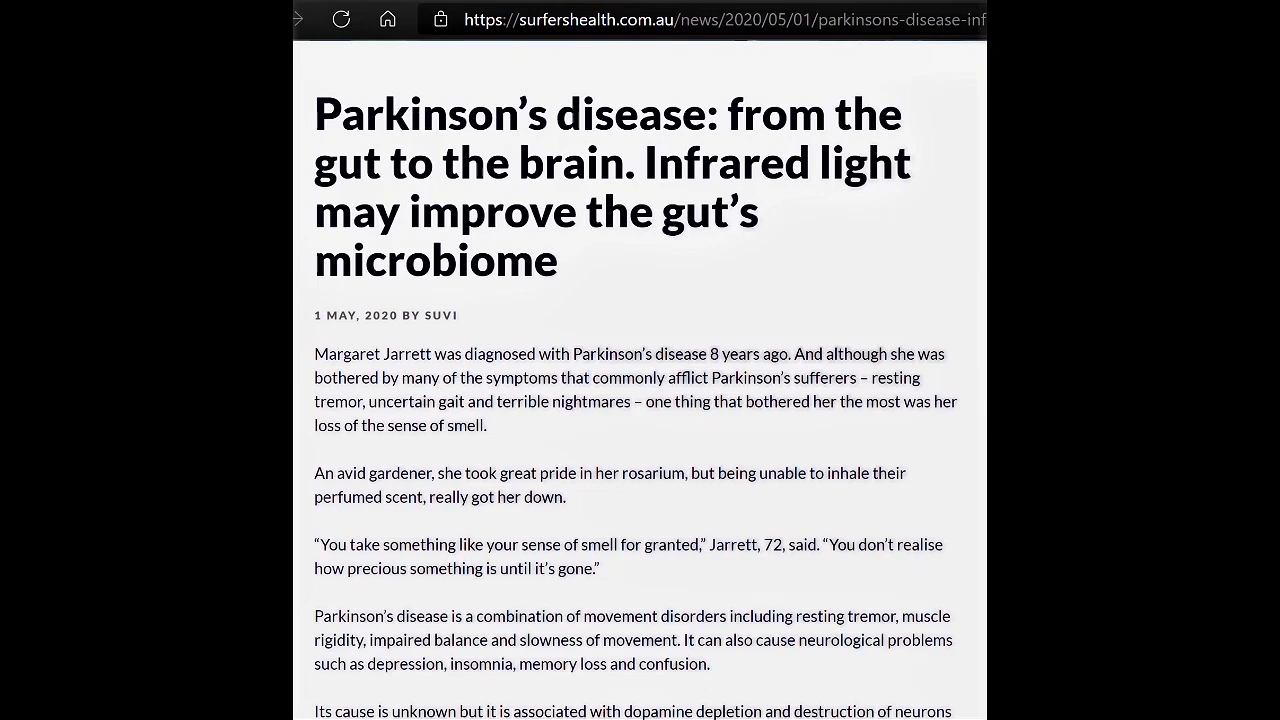 https://surfershealth.com.au/news/2020/05/01/parkinsons-disease-inf
Parkinson’s disease: from the
gut to the brain. Infrared light
may improve the gut’s
microbiome
1 MAY, 2020 BY SUVI
Margaret Jarrett was diagnosed with Parkinson’s disease 8 years ago. And although she was
bothered by many of the symptoms that commonly afflict Parkinson’s sufferers – resting
tremor, uncertain gait and terrible nightmares – one thing that bothered her the most was her
loss of the sense of smell.
An avid gardener, she took great pride in her rosarium, but being unable to inhale their
perfumed scent, really got her down.
“You take something like your sense of smell for granted,” Jarrett, 72, said. “You don’t realise
how precious something is until it’s gone.”
Parkinson’s disease is a combination of movement disorders including resting tremor, muscle
rigidity, impaired balance and slowness of movement. It can also cause neurological problems
such as depression, insomnia, memory loss and confusion.
Its cause is unknown but it is associated with dopamine depletion and destruction of neurons